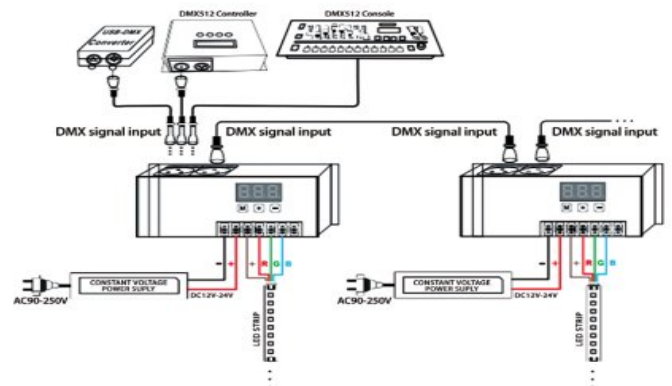 DMX512 Controller
DMX512 Console
USB-DMX
Converter
DMX signal input
DMX signal input
DMX signal input
DMX signal input
888
M + −
888
M + −
− + + R G B
− + + R G B
CONSTANT VOLTAGE
POWER SUPLY
CONSTANT VOLTAGE
POWER SUPLY
AC90-250V
DC12V-24V
LED STRIP
AC90-250V
DC12V-24V
LED STRIP